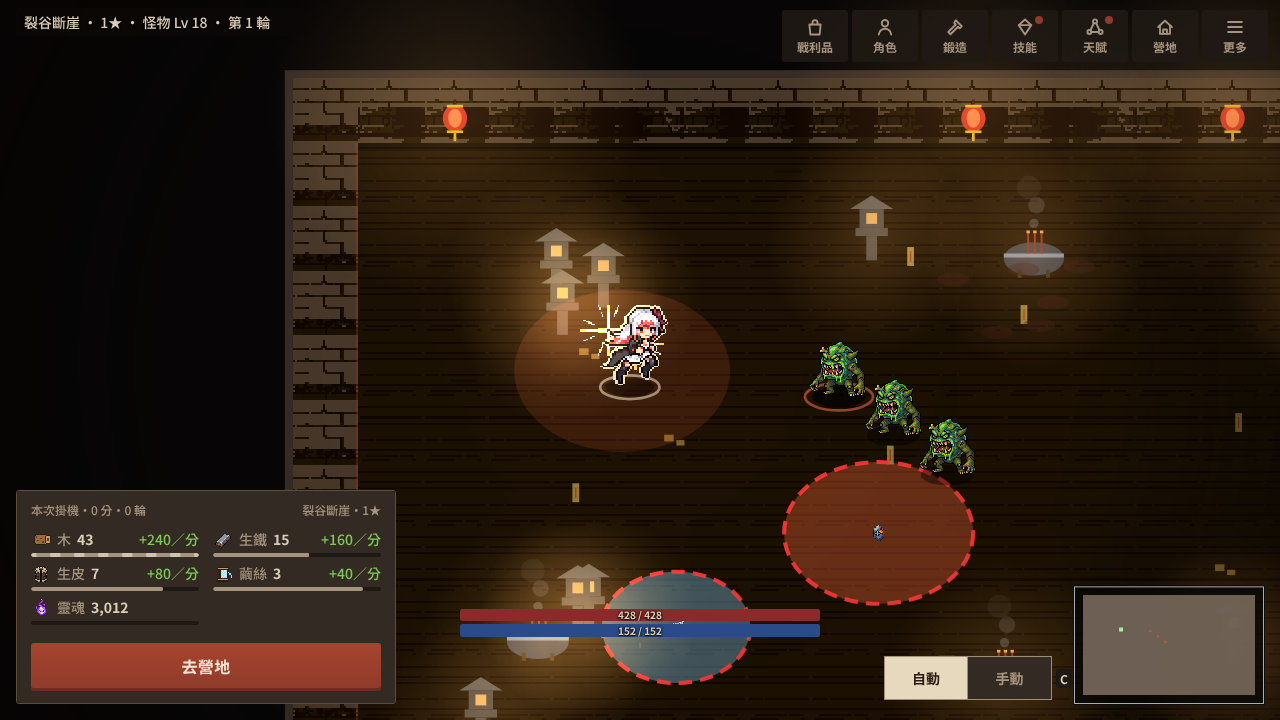 裂谷斷崖 · 1★ · 怪物 Lv 18 · 第 1 輪
戰利品
角色
鍛造
技能
天賦
營地
更多
本次掛機·0 分·0 輪
裂谷斷崖·1★
木 43 +240／分
生鐵 15 +160／分
生皮 7 +80／分
繭絲 3 +40／分
靈魂 3,012
去營地
428 / 428
152 / 152
自動
手動
C